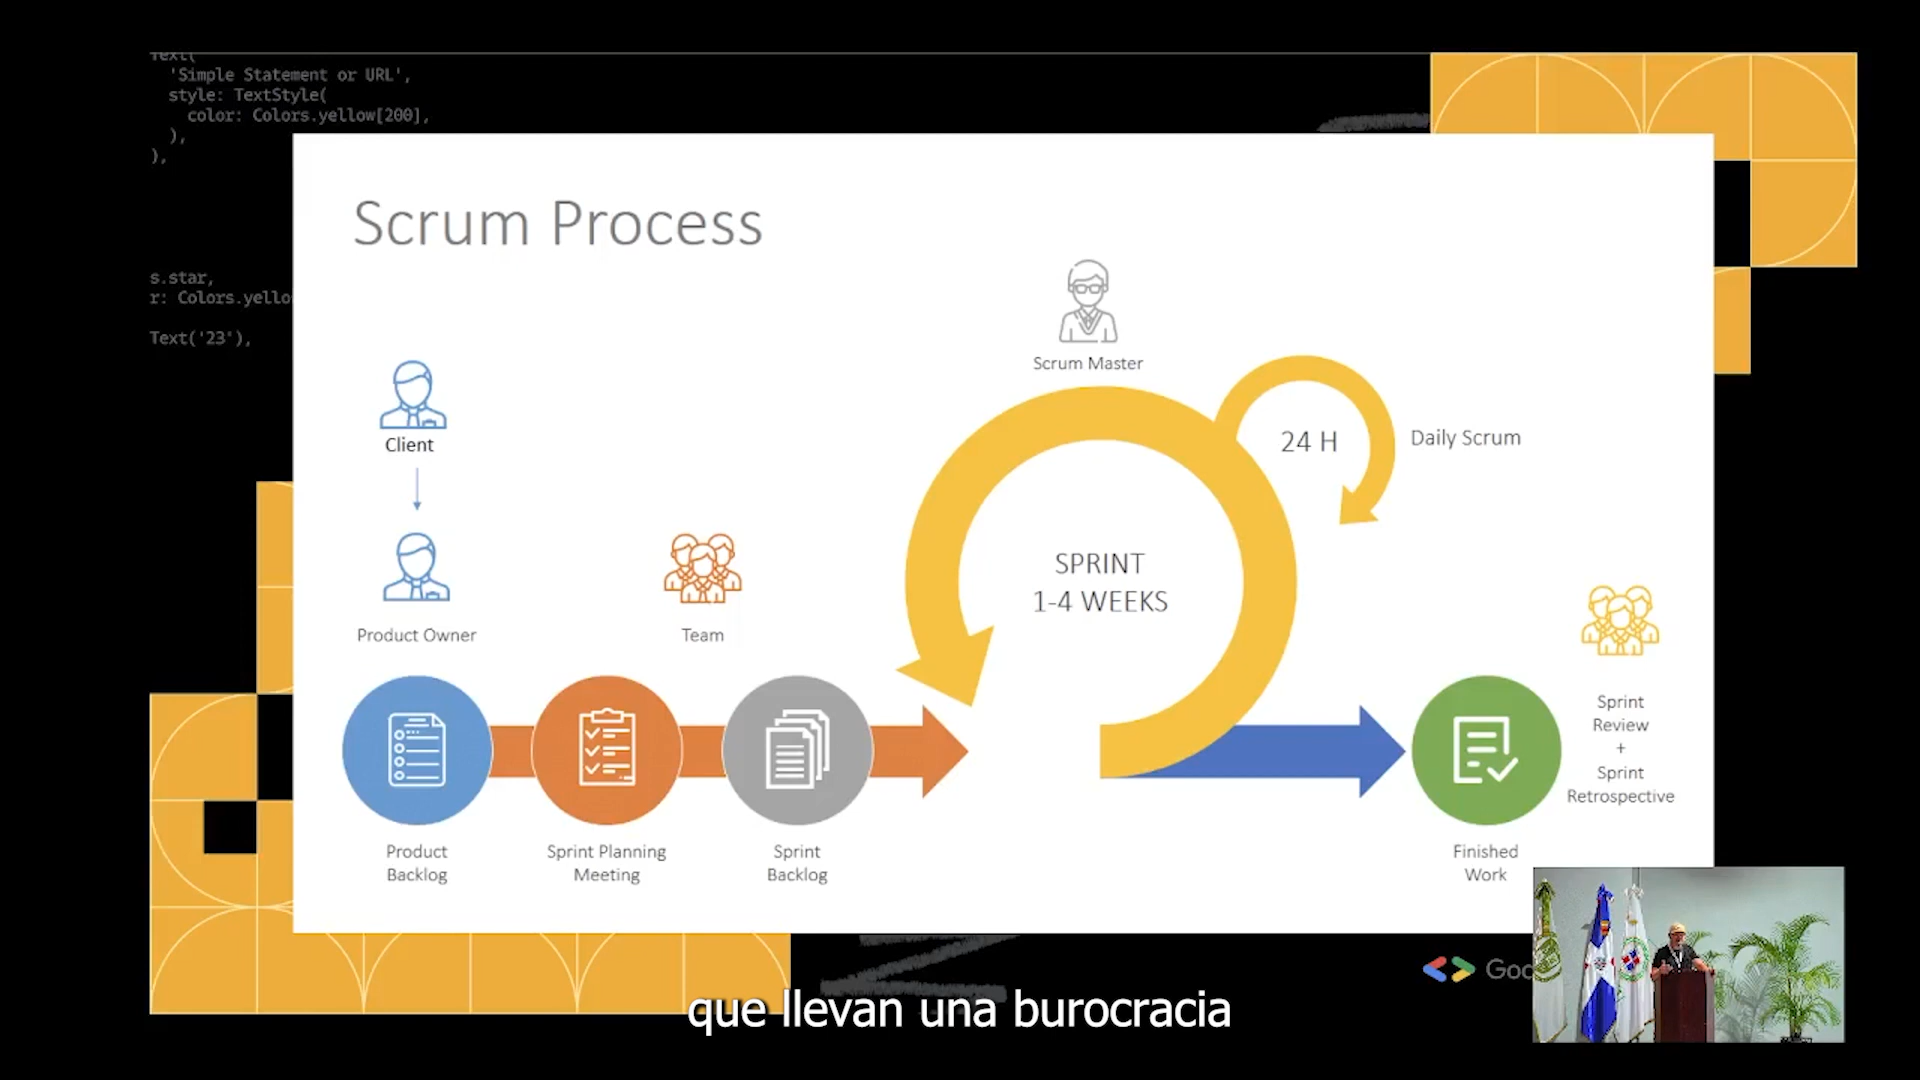 Text(
'Simple Statement or URL',
style: TextStyle(
color: Colors.yellow[200],
),
),
s.star,
r: Colors.yello
Text('23'),
Scrum Process
Scrum Master
Client
24 H
Daily Scrum
SPRINT
1-4 WEEKS
Product Owner
Team
Sprint
Review
+
Sprint
Retrospective
Product
Backlog
Sprint Planning
Meeting
Sprint
Backlog
Finished
Work
Goo
que llevan una burocracia